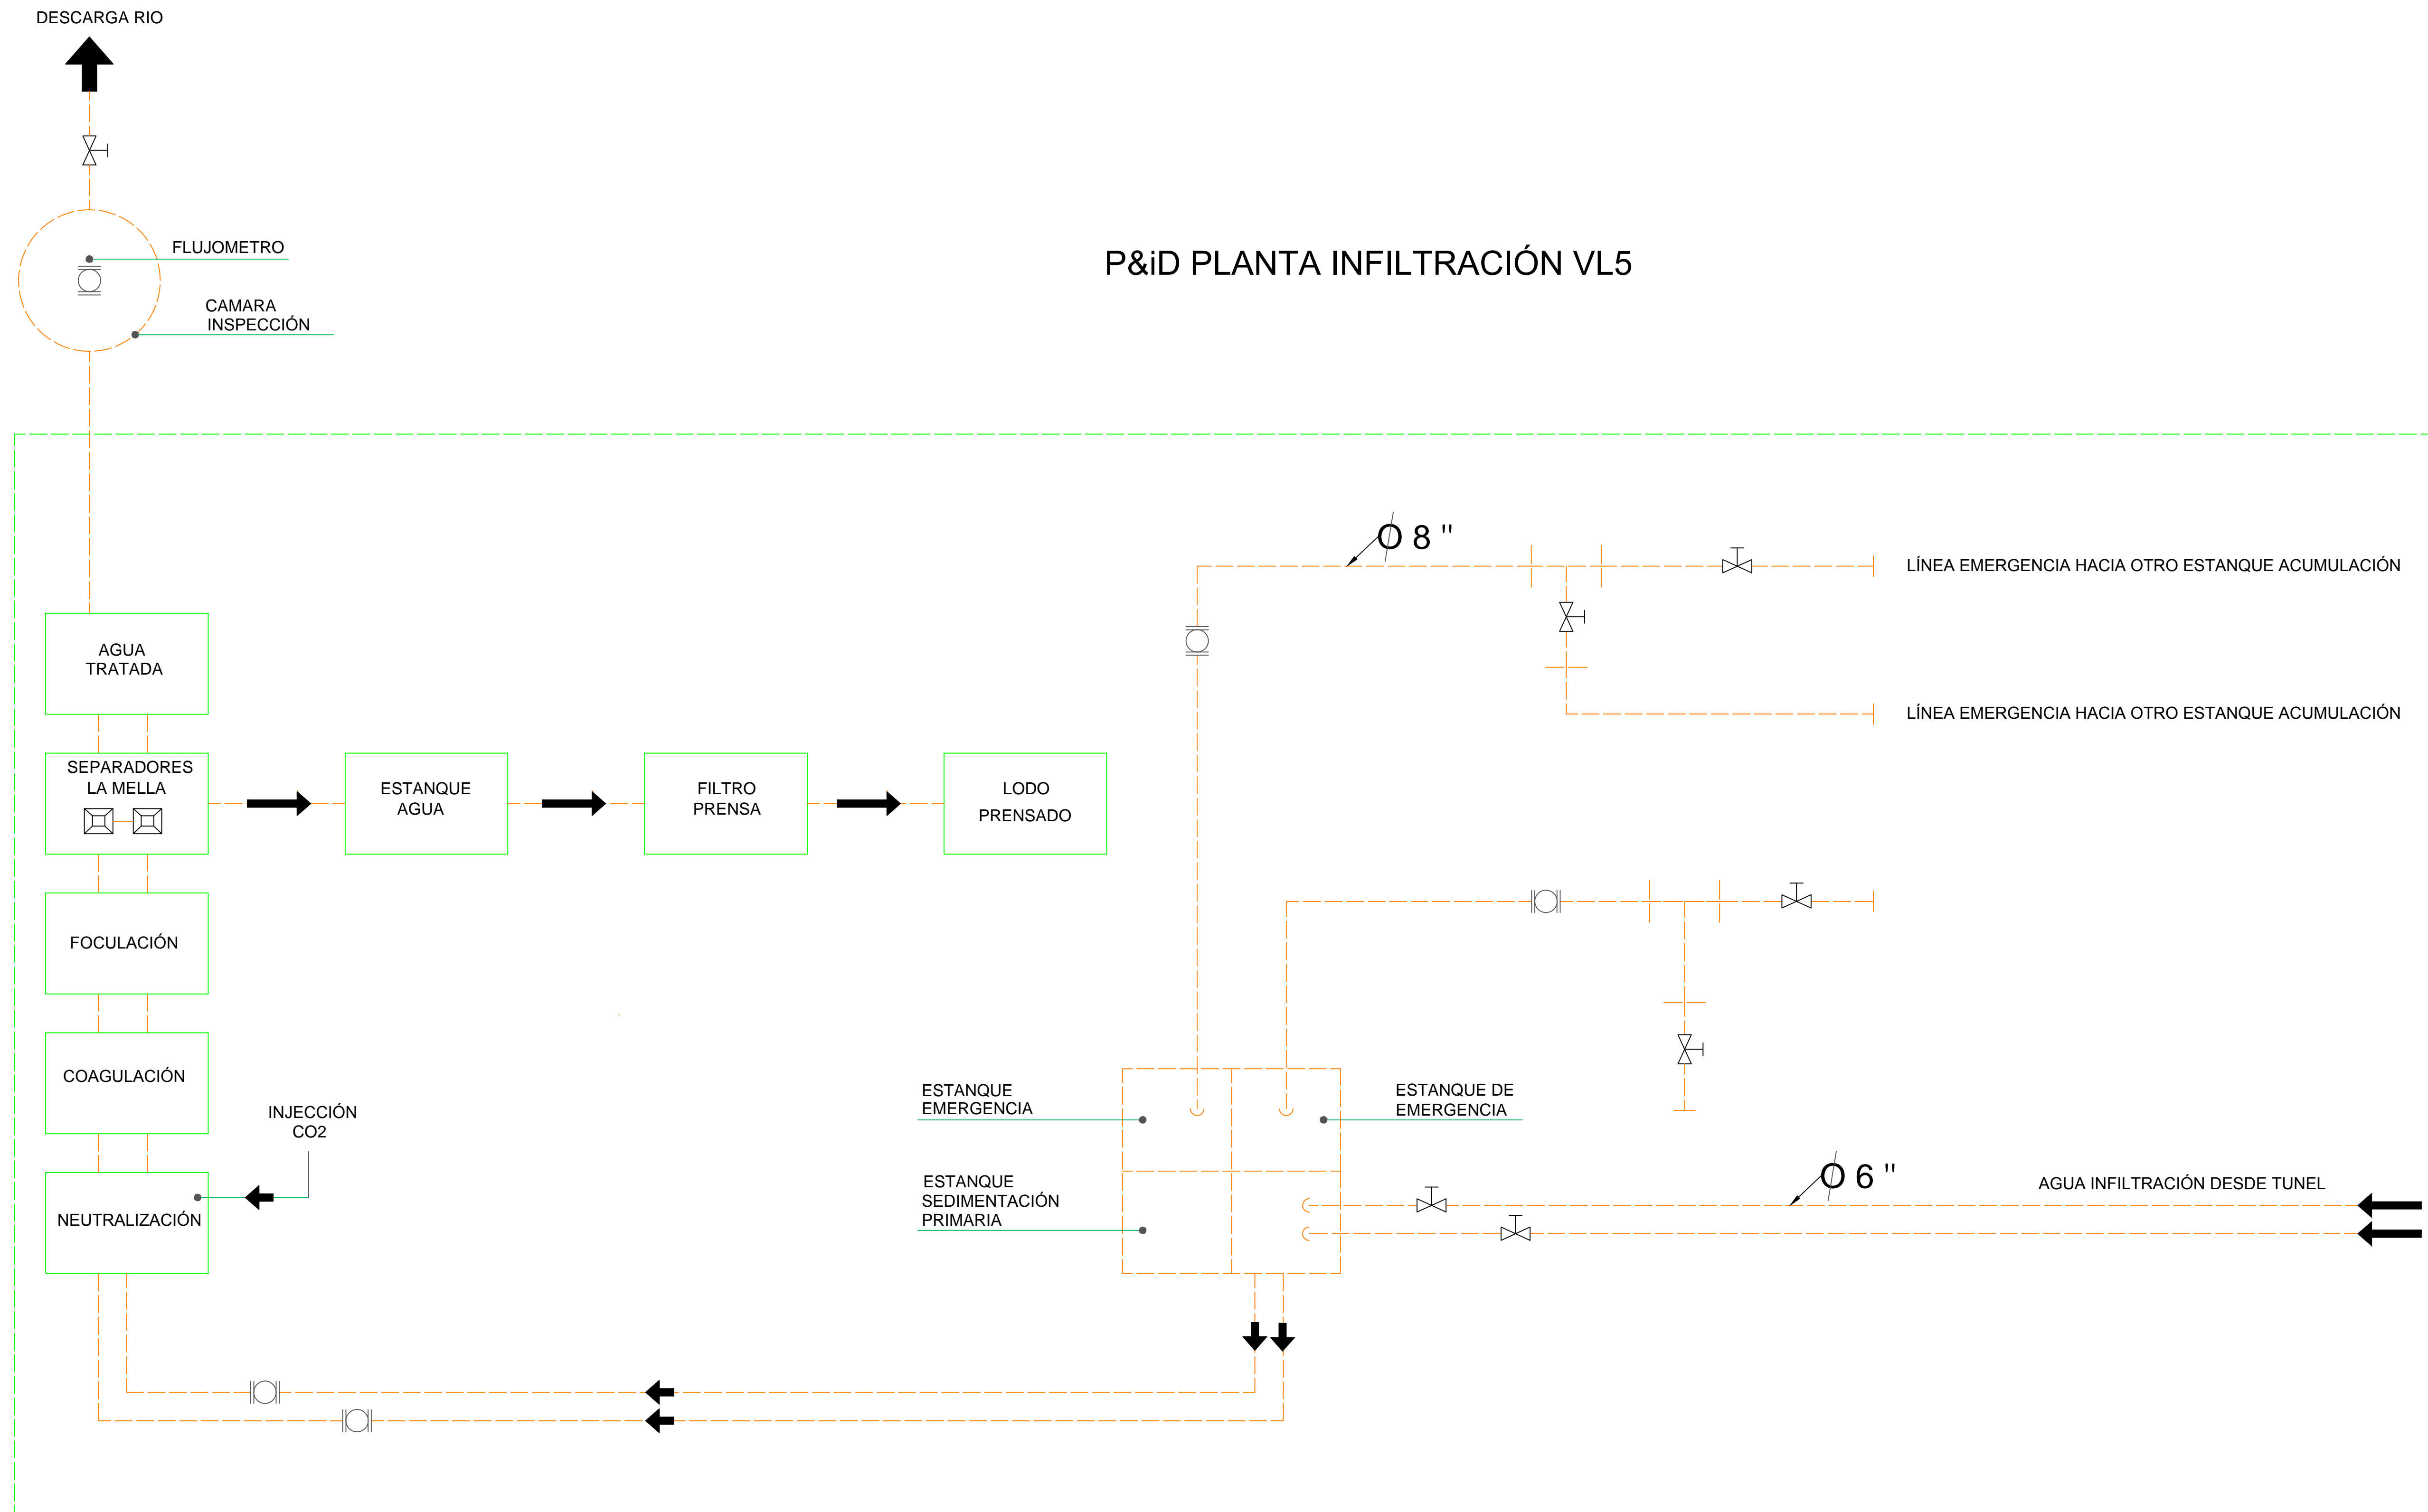 DESCARGA RIO
FLUJOMETRO
CAMARA
INSPECCIÓN
P&iD PLANTA INFILTRACIÓN VL5
Ø 8 "
LÍNEA EMERGENCIA HACIA OTRO ESTANQUE ACUMULACIÓN
LÍNEA EMERGENCIA HACIA OTRO ESTANQUE ACUMULACIÓN
AGUA
TRATADA
SEPARADORES
LA MELLA
ESTANQUE
AGUA
FILTRO
PRENSA
LODO
PRENSADO
FOCULACIÓN
COAGULACIÓN
INJECCIÓN
CO2
NEUTRALIZACIÓN
ESTANQUE
EMERGENCIA
ESTANQUE DE
EMERGENCIA
ESTANQUE
SEDIMENTACIÓN
PRIMARIA
Ø 6 "
AGUA INFILTRACIÓN DESDE TUNEL